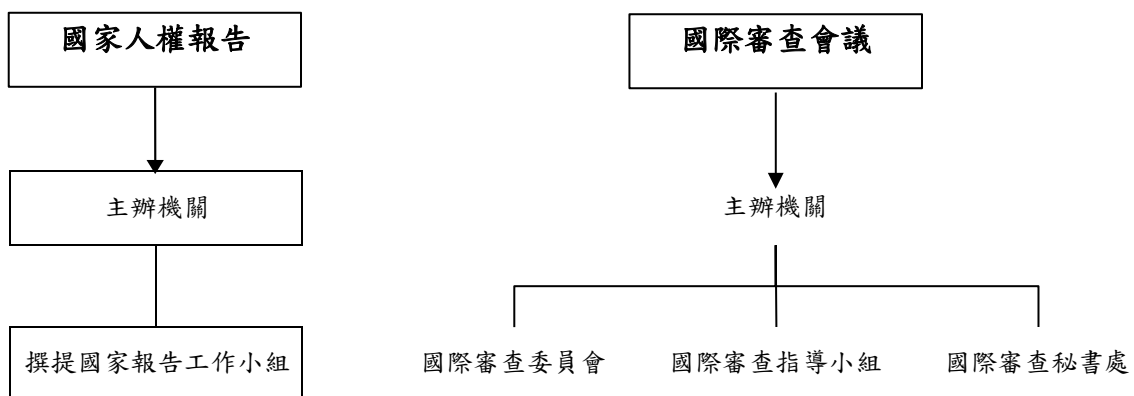 國家人權報告
國際審查會議
主辦機關
主辦機關
撰提國家報告工作小組
國際審查委員會
國際審查指導小組
國際審查秘書處